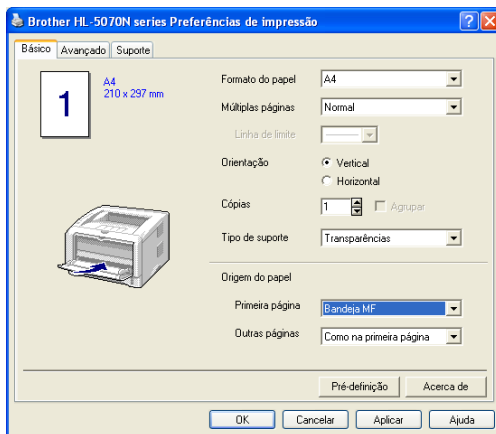 Brother HL-5070N series Preferências de impressão
Básico Avançado Suporte
1
A4
210 x 297 mm
Formato do papel A4
Múltiplas páginas Normal
Linha de limite
Orientação Vertical
Horizontal
Cópias 1 Agrupar
Tipo de suporte Transparências
Origem do papel
Primeira página Bandeja MF
Outras páginas Como na primeira página
Pré-definição Acerca de
OK Cancelar Aplicar Ajuda